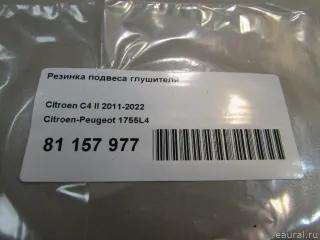 Резинка подвеса глушителя
Citroen C4 II 2011-2022
Citroen-Peugeot 1755L4
81 157 977
© eaural.ru